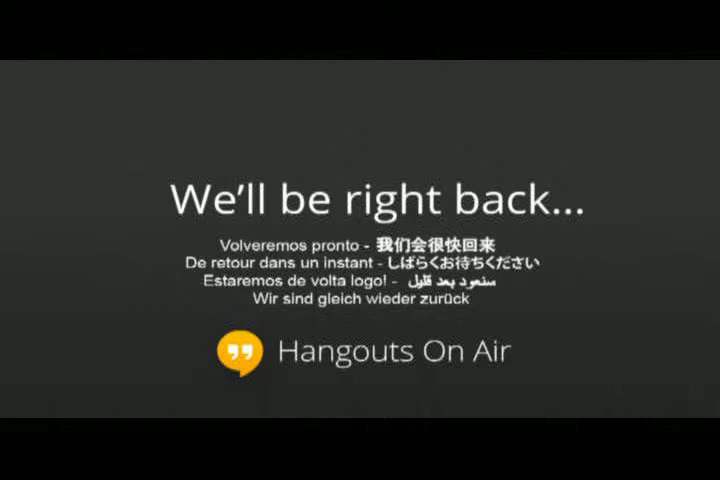 We'll be right back...
Volveremos pronto - 我们会很快回来
De retour dans un instant - しばらくお待ちください
Estaremos de volta logo! - سنعود بعد قليل
Wir sind gleich wieder zurück
Hangouts On Air